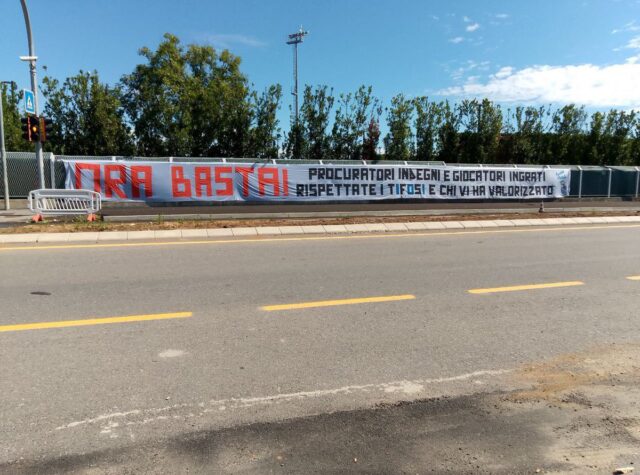 ORA BASTA!
PROCURATORI INDEGNI E GIOCATORI INGRATI
RISPETTATE I TIFOSI E CHI VI HA VALORIZZATO